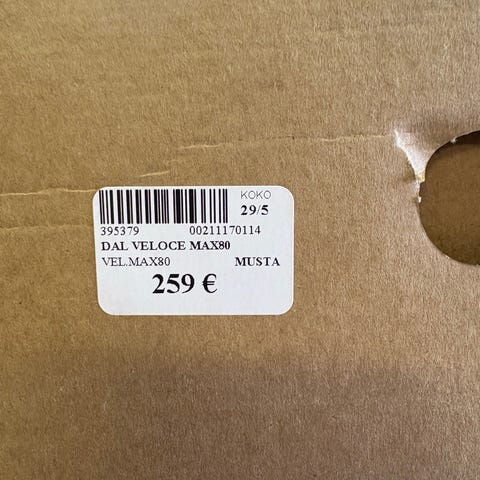 KOKO
29/5
395379 00211170114
DAL VELOCE MAX80
VEL.MAX80 MUSTA
259 €